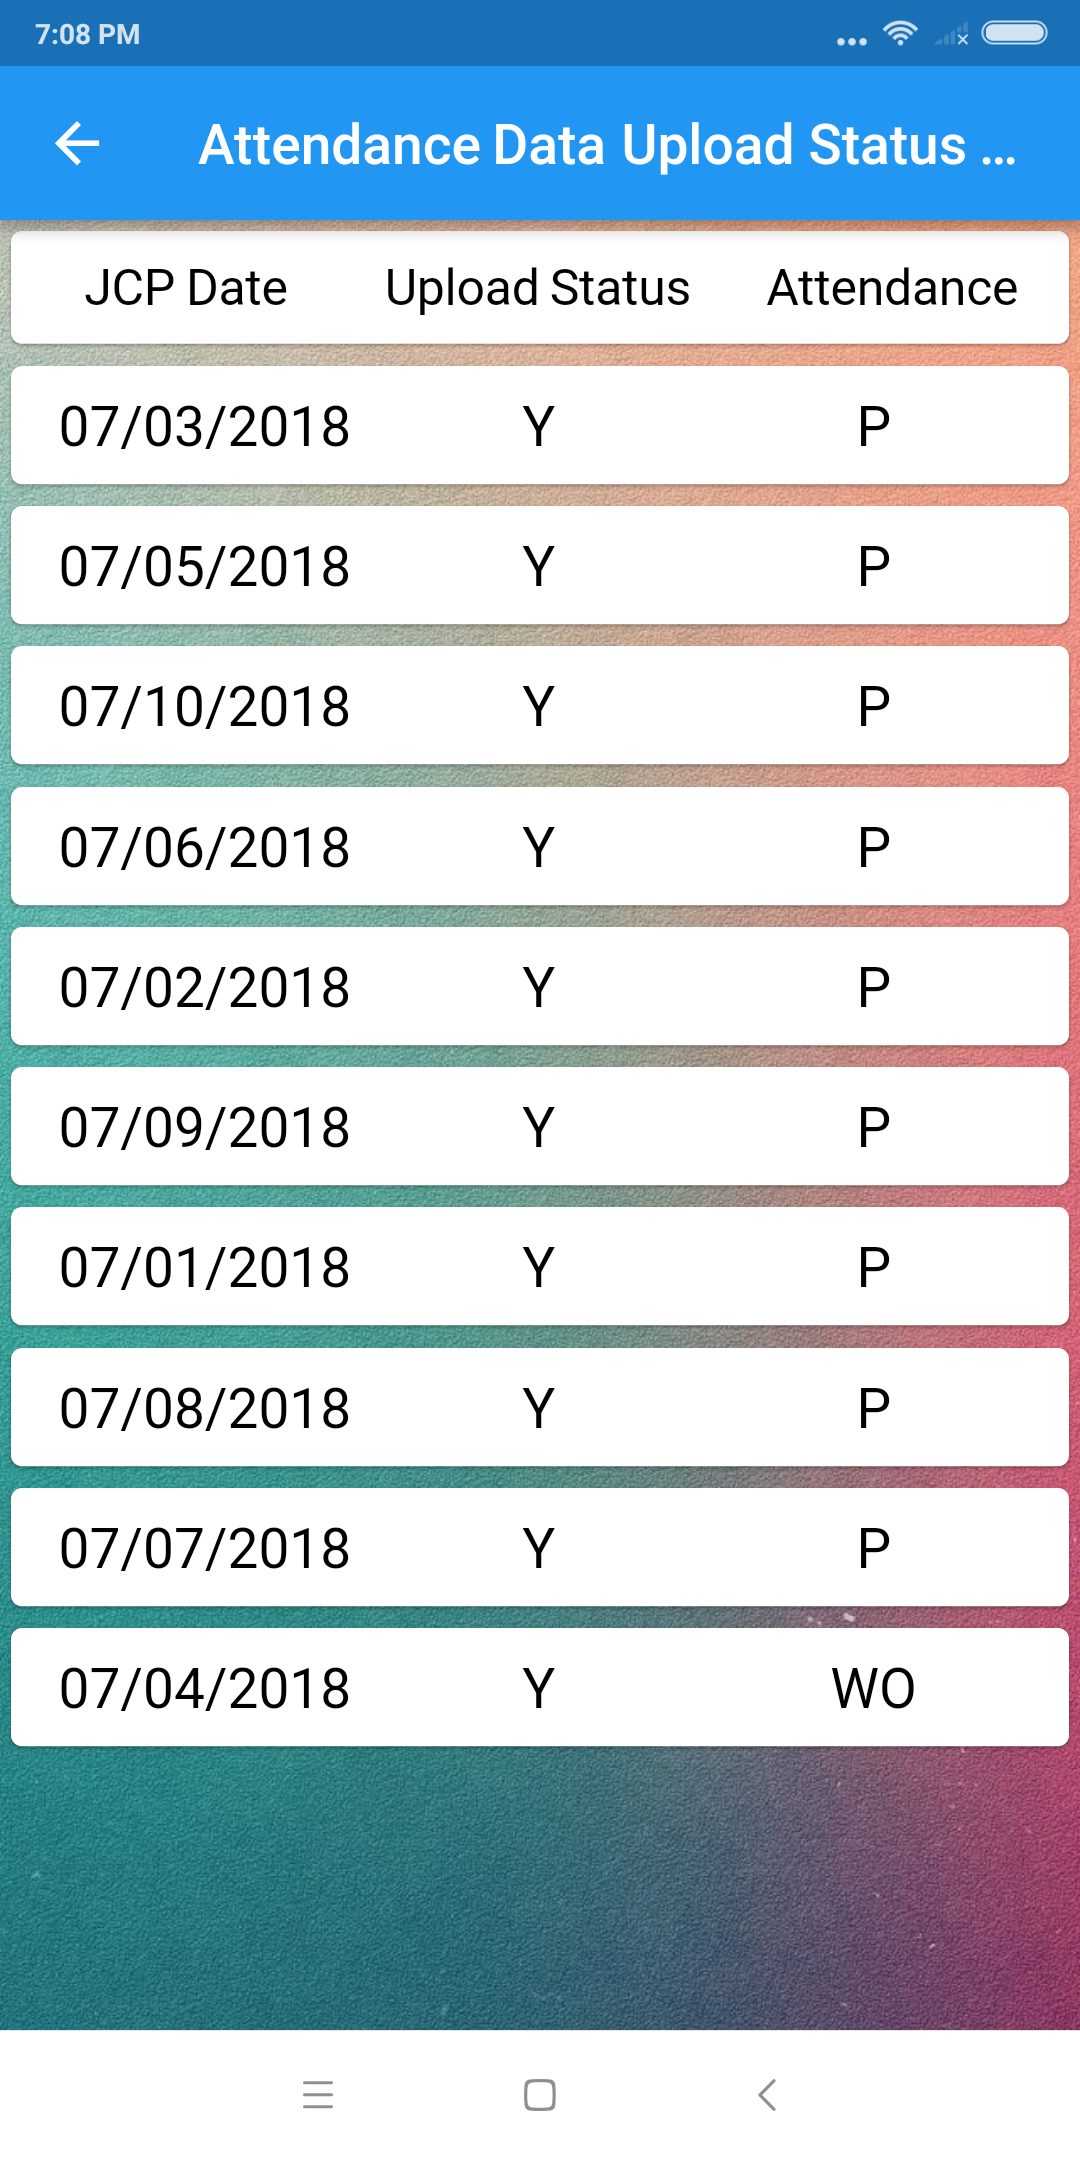 7:08 PM
Attendance Data Upload Status ...
JCP Date Upload Status Attendance
07/03/2018 Y P
07/05/2018 Y P
07/10/2018 Y P
07/06/2018 Y P
07/02/2018 Y P
07/09/2018 Y P
07/01/2018 Y P
07/08/2018 Y P
07/07/2018 Y P
07/04/2018 Y WO